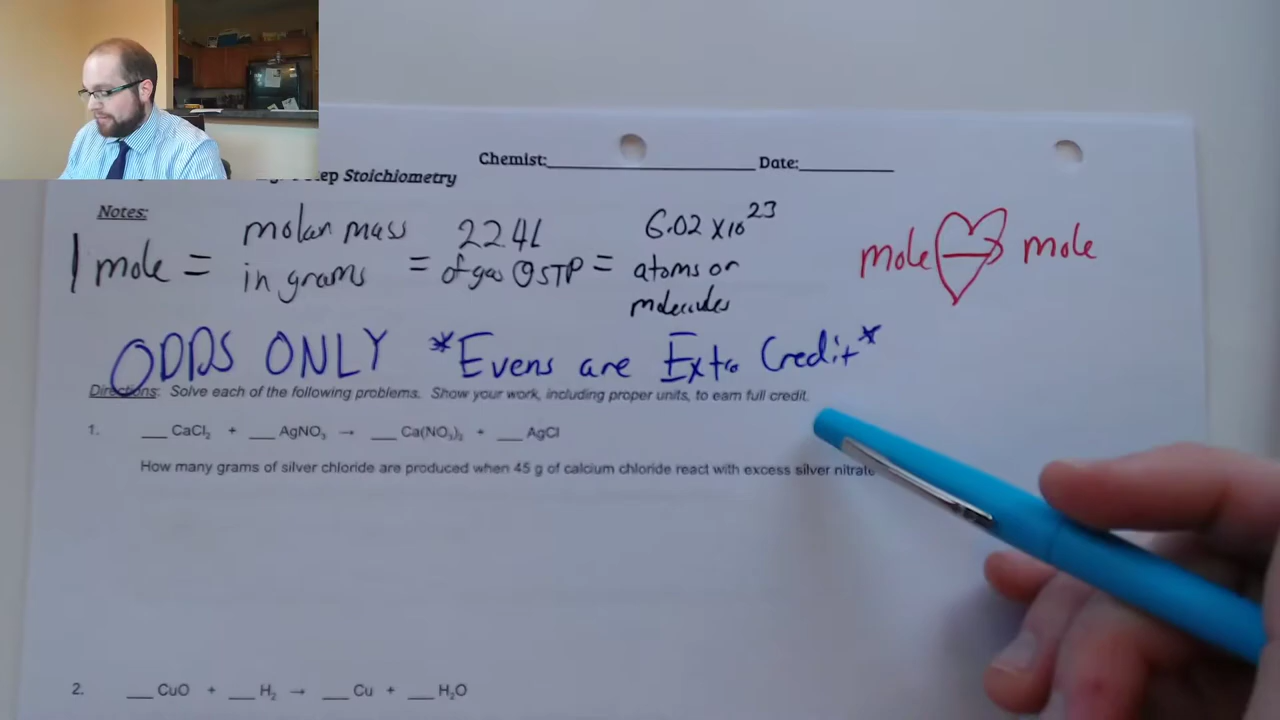 Chemist:____________________ Date:__________
Step Stoichiometry
Notes:
1 mole = molar mass in grams = 22.4L of gas @ STP = 6.02 x 10^23 atoms or molecules
mole → mole
ODDS ONLY *Evens are Extra Credit*
Directions: Solve each of the following problems. Show your work, including proper units, to earn full credit.
1. ___ CaCl₂ + ___ AgNO₃ → ___ Ca(NO₃)₂ + ___ AgCl
How many grams of silver chloride are produced when 45 g of calcium chloride react with excess silver nitrate
2. ___ CuO + ___ H₂ → ___ Cu + ___ H₂O